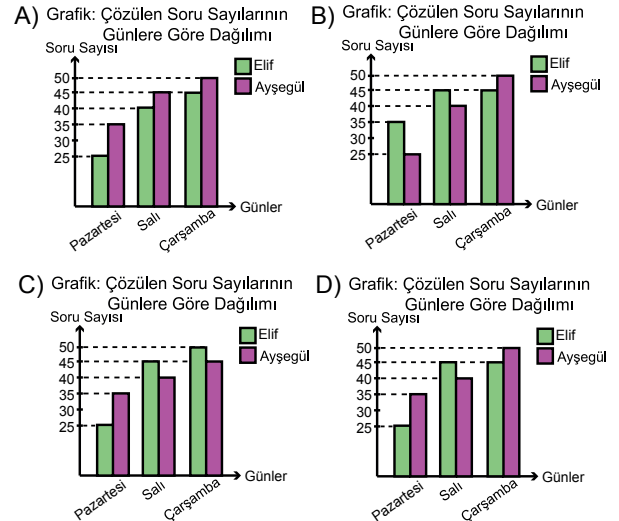 A) Grafik: Çözülen Soru Sayılarının
Günlere Göre Dağılımı
Soru Sayısı
Elif
Ayşegül
50
45
40
35
30
25
Pazartesi
Salı
Çarşamba
Günler
B) Grafik: Çözülen Soru Sayılarının
Günlere Göre Dağılımı
Soru Sayısı
Elif
Ayşegül
50
45
40
35
30
25
Pazartesi
Salı
Çarşamba
Günler
C) Grafik: Çözülen Soru Sayılarının
Günlere Göre Dağılımı
Soru Sayısı
Elif
Ayşegül
50
45
40
35
30
25
Pazartesi
Salı
Çarşamba
Günler
D) Grafik: Çözülen Soru Sayılarının
Günlere Göre Dağılımı
Soru Sayısı
Elif
Ayşegül
50
45
40
35
30
25
Pazartesi
Salı
Çarşamba
Günler